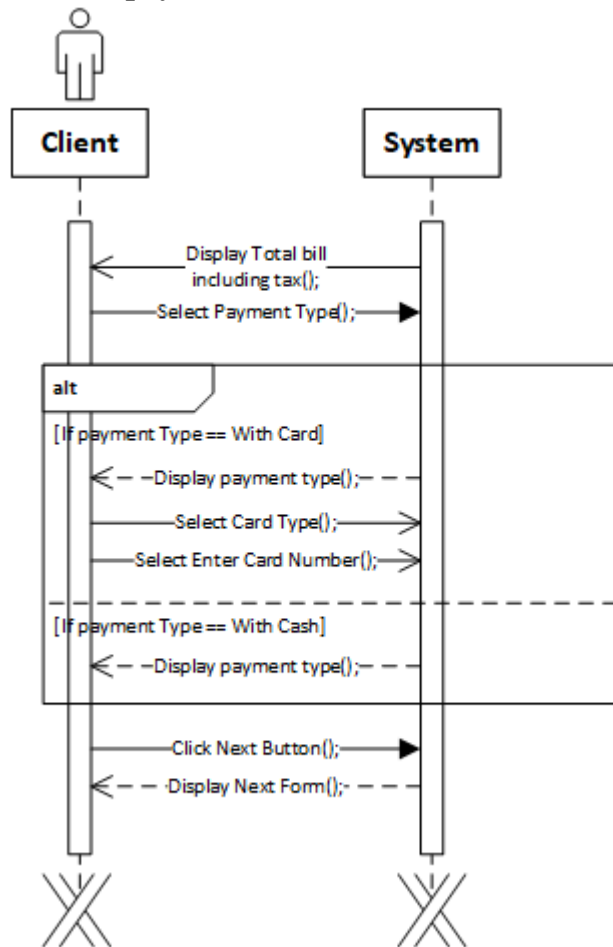 Client
System
Display Total bill
including tax();
Select Payment Type();
alt
[If payment Type == With Card]
Display payment type();
Select Card Type();
Select Enter Card Number();
[If payment Type == With Cash]
Display payment type();
Click Next Button();
Display Next Form();